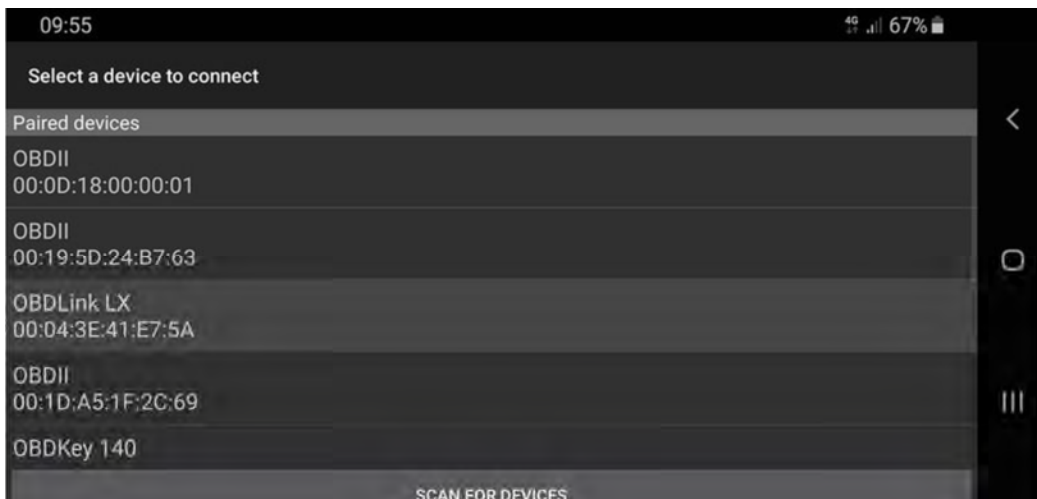 09:55
4G 67%
Select a device to connect
Paired devices
OBDII
00:0D:18:00:00:01
OBDII
00:19:5D:24:B7:63
OBDLink LX
00:04:3E:41:E7:5A
OBDII
00:1D:A5:1F:2C:69
OBDKey 140
SCAN FOR DEVICES